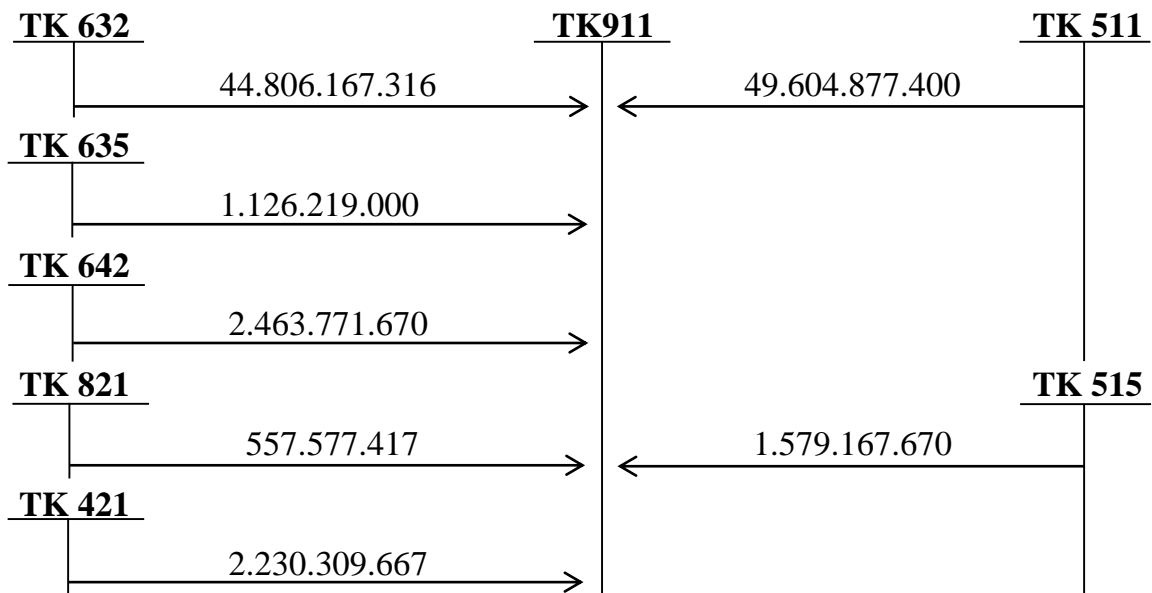 TK 632 TK911 TK 511
44.806.167.316 49.604.877.400
TK 635
1.126.219.000
TK 642
2.463.771.670
TK 821 TK 515
557.577.417 1.579.167.670
TK 421
2.230.309.667